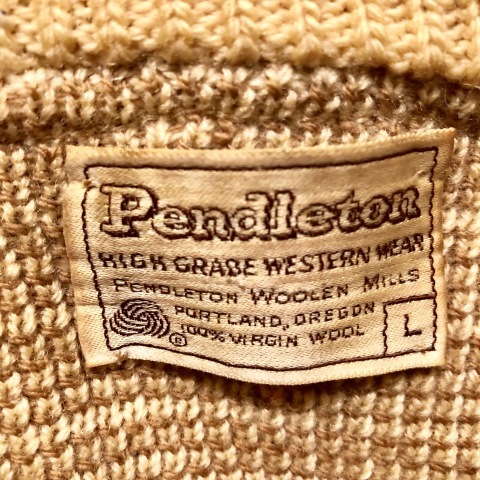 Pendleton
HIGH GRADE WESTERN WEAR
PENDLETON WOOLEN MILLS
PORTLAND, OREGON
100% VIRGIN WOOL
®
L